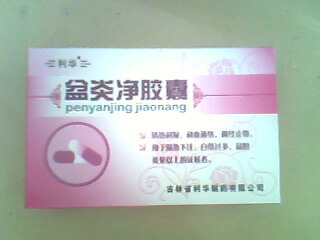 利华
盆炎净胶囊
penyanjing jiaonang
清热利湿，和血通络，调经止带。
用于湿热下注，白带过多，盆腔
炎见以上的证候者。
吉林省利华制药有限公司